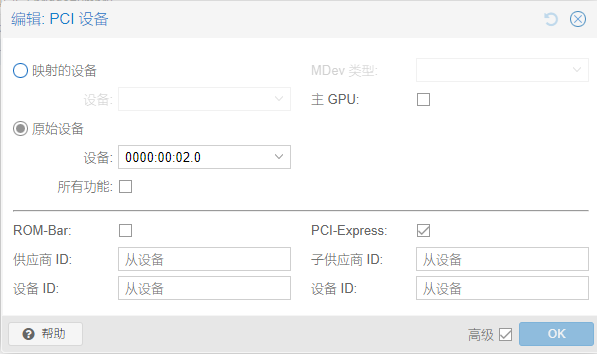 编辑: PCI 设备
映射的设备 MDev 类型:
设备: 主 GPU:
原始设备
设备: 0000:00:02.0
所有功能:
ROM-Bar: PCI-Express:
供应商 ID: 从设备 子供应商 ID: 从设备
设备 ID: 从设备 设备 ID: 从设备
帮助 高级 OK